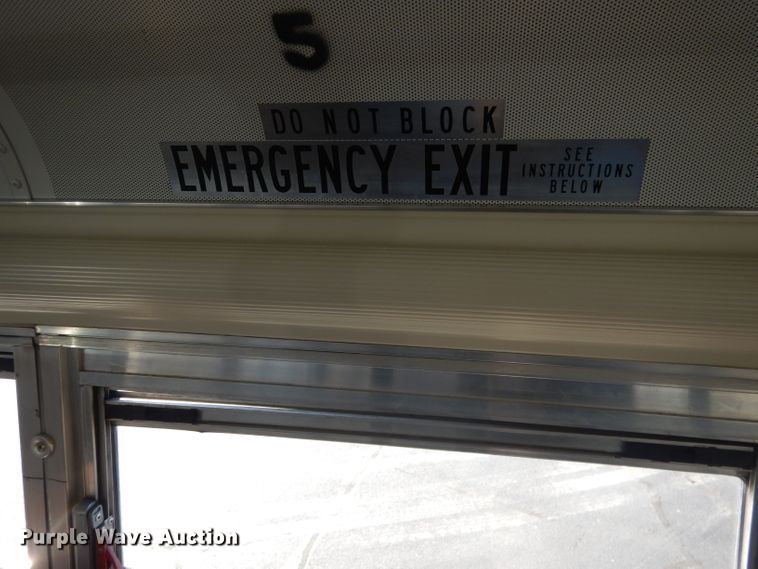 5
DO NOT BLOCK
EMERGENCY EXIT
SEE
INSTRUCTIONS
BELOW
Purple Wave Auction